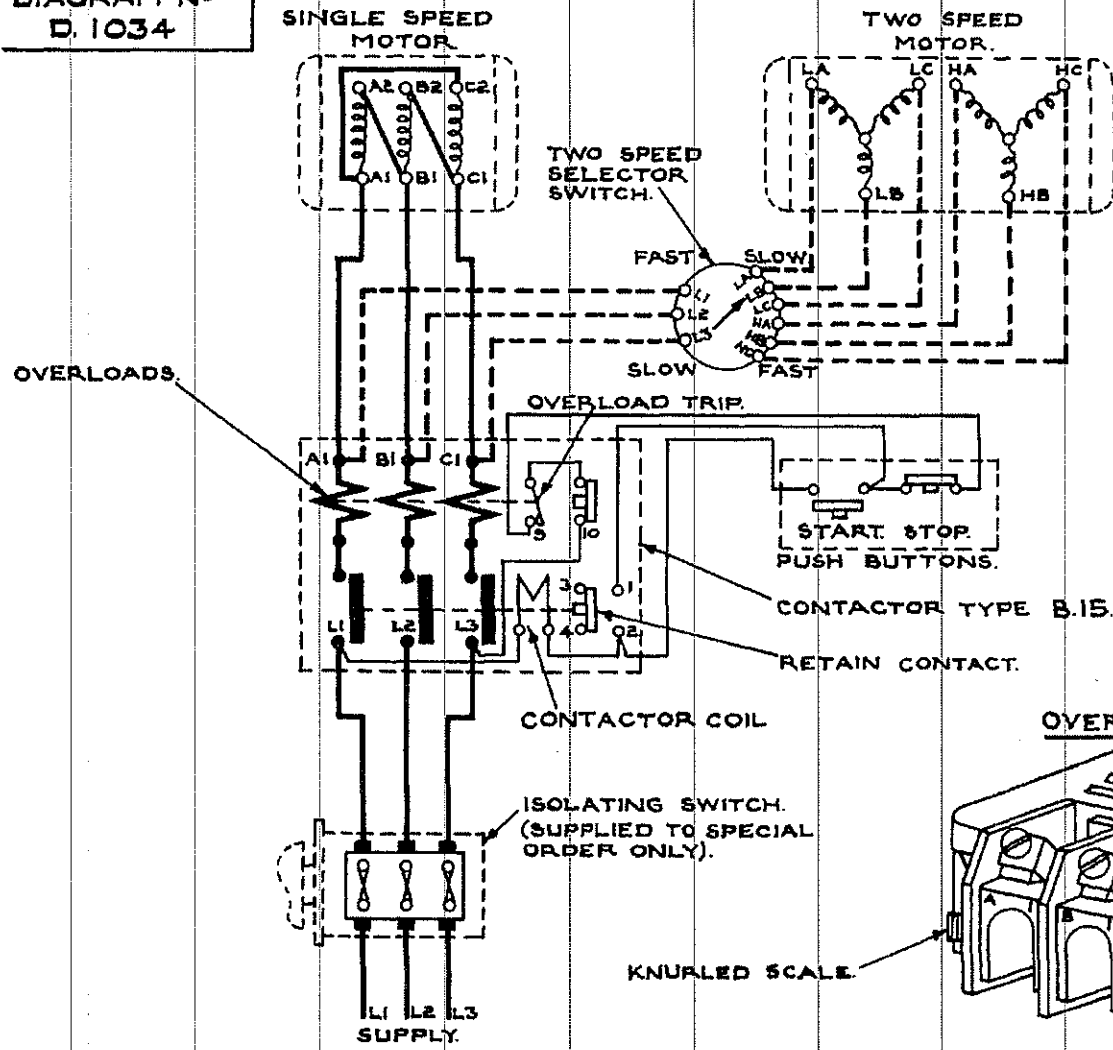 D. 1034
SINGLE SPEED
MOTOR
TWO SPEED
MOTOR.
A2 B2 C2
A1 B1 C1
LA LC HA HC
LB HB
TWO SPEED
SELECTOR
SWITCH.
FAST SLOW
L1 L2 L3
LA LB LC HA HB HC
SLOW FAST
OVERLOADS.
OVERLOAD TRIP.
A1 B1 C1
9 10
START. STOP.
PUSH BUTTONS.
3 1
4 2
L1 L2 L3
CONTACTOR TYPE B.15.
RETAIN CONTACT.
CONTACTOR COIL
ISOLATING SWITCH.
(SUPPLIED TO SPECIAL
ORDER ONLY).
OVER
A B
KNURLED SCALE.
L1 L2 L3
SUPPLY.